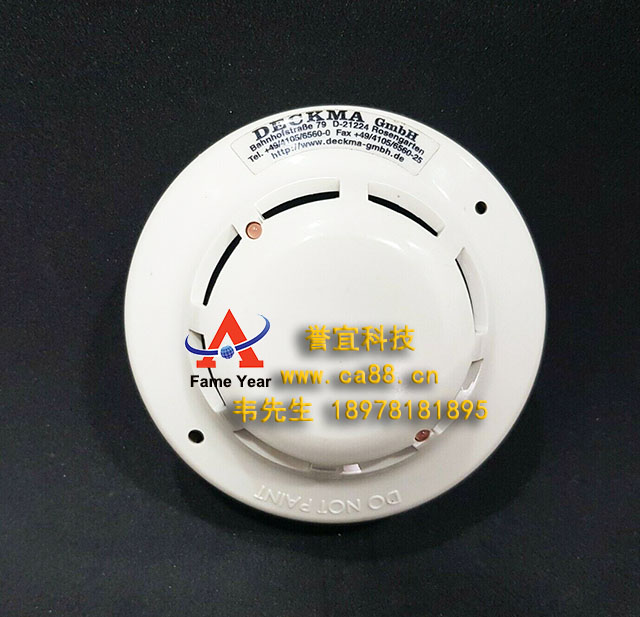 DECKMA GmbH
Bahnhofstraße 79 D-21224 Rosengarten
Tel. +49/4105/6560-0 Fax +49/4105/6560-25
http://www.deckma-gmbh.de
誉宜科技
Fame Year
www.ca88.cn
韦先生 18978181895
DO NOT PAINT